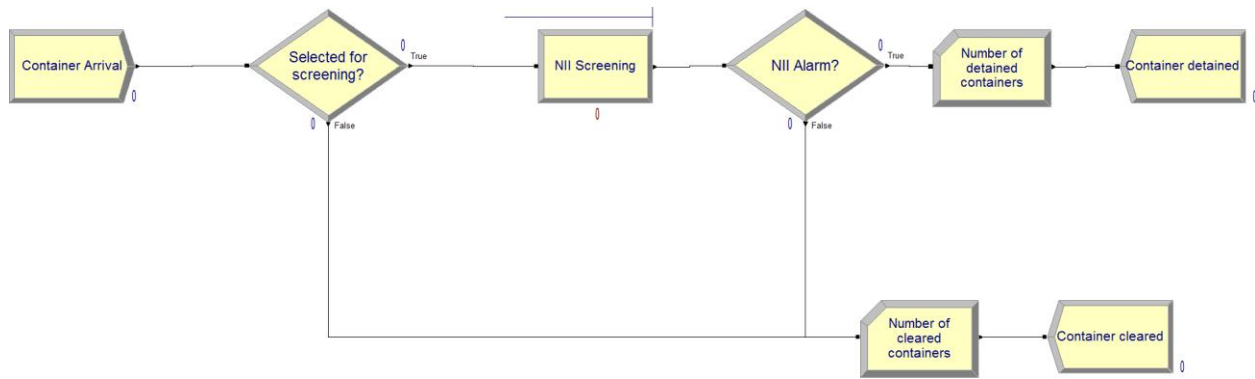 Container Arrival
0
Selected for
screening?
0
True
0
False
NII Screening
0
NII Alarm?
0
True
0
False
Number of
detained
containers
Container detained
0
Number of
cleared
containers
Container cleared
0